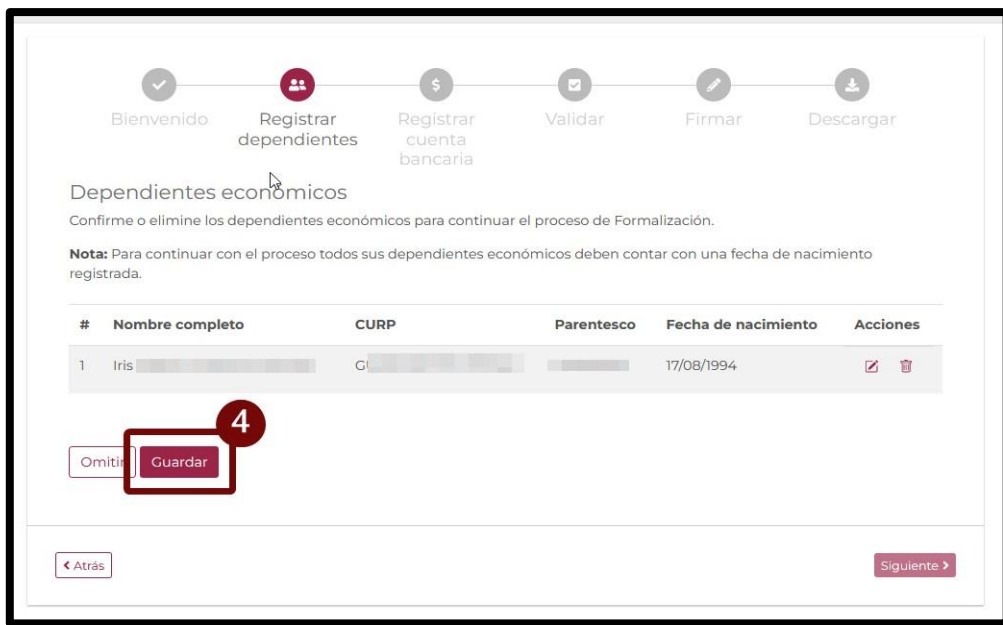 Bienvenido
Registrar
dependientes
Registrar
cuenta
bancaria
Validar
Firmar
Descargar
Dependientes económicos
Confirme o elimine los dependientes económicos para continuar el proceso de Formalización.
Nota: Para continuar con el proceso todos sus dependientes económicos deben contar con una fecha de nacimiento
registrada.
# Nombre completo CURP Parentesco Fecha de nacimiento Acciones
1 Iris 17/08/1994
4
Omitir Guardar
Atrás Siguiente